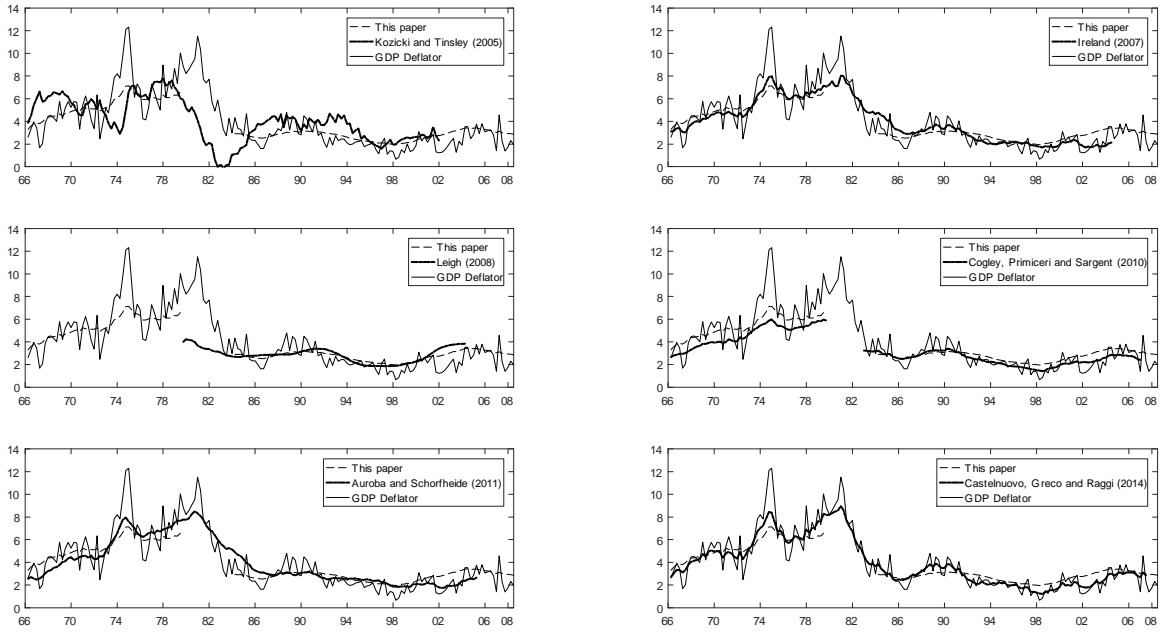 14
12
10
8
6
4
2
0
66 70 74 78 82 86 90 94 98 02 06 08
This paper
Kozicki and Tinsley (2005)
GDP Deflator
14
12
10
8
6
4
2
0
66 70 74 78 82 86 90 94 98 02 06 08
This paper
Ireland (2007)
GDP Deflator
14
12
10
8
6
4
2
0
66 70 74 78 82 86 90 94 98 02 06 08
This paper
Leigh (2008)
GDP Deflator
14
12
10
8
6
4
2
0
66 70 74 78 82 86 90 94 98 02 06 08
This paper
Cogley, Primiceri and Sargent (2010)
GDP Deflator
14
12
10
8
6
4
2
0
66 70 74 78 82 86 90 94 98 02 06 08
This paper
Auroba and Schorfheide (2011)
GDP Deflator
14
12
10
8
6
4
2
0
66 70 74 78 82 86 90 94 98 02 06 08
This paper
Castelnuovo, Greco and Raggi (2014)
GDP Deflator